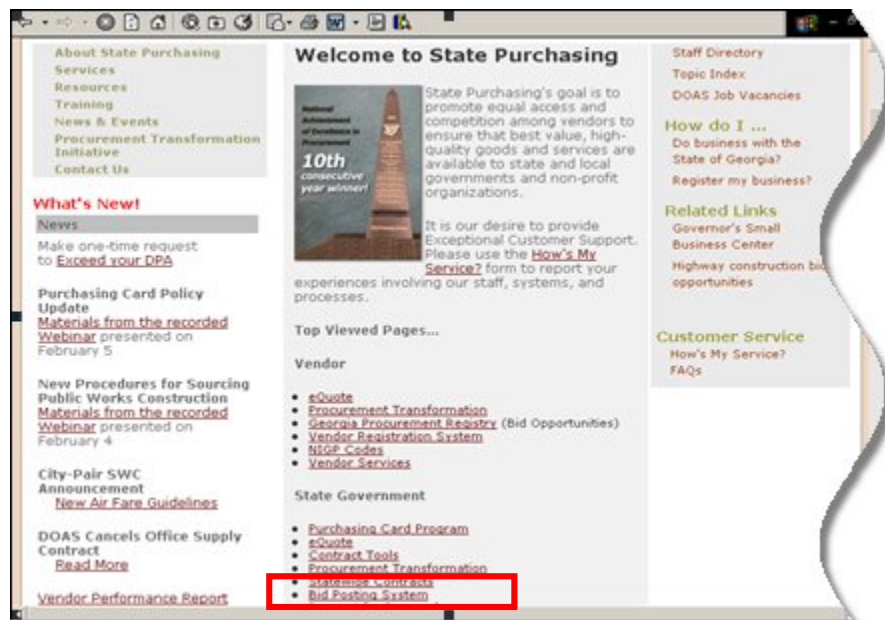 About State Purchasing
Services
Resources
Training
News & Events
Procurement Transformation
Initiative
Contact Us
What's New!
News
Make one-time request
to Exceed your DPA
Purchasing Card Policy
Update
Materials from the recorded
Webinar presented on
February 5
New Procedures for Sourcing
Public Works Construction
Materials from the recorded
Webinar presented on
February 4
City-Pair SWC
Announcement
New Air Fare Guidelines
DOAS Cancels Office Supply
Contract
Read More
Vendor Performance Report
Welcome to State Purchasing
National
Achievement
of Excellence in
Procurement
10th
consecutive
year winner!
State Purchasing's goal is to
promote equal access and
competition among vendors to
ensure that best value, high-
quality goods and services are
available to state and local
governments and non-profit
organizations.
It is our desire to provide
Exceptional Customer Support.
Please use the How's My
Service? form to report your
experiences involving our staff, systems, and
processes.
Top Viewed Pages...
Vendor
• eQuote
• Procurement Transformation
• Georgia Procurement Registry (Bid Opportunities)
• Vendor Registration System
• NIGP Codes
• Vendor Services
State Government
• Purchasing Card Program
• eQuote
• Contract Tools
• Procurement Transformation
• Statewide Contracts
• Bid Posting System
Staff Directory
Topic Index
DOAS Job Vacancies
How do I ...
Do business with the
State of Georgia?
Register my business?
Related Links
Governor's Small
Business Center
Highway construction
opportunities
Customer Service
How's My Service?
FAQs